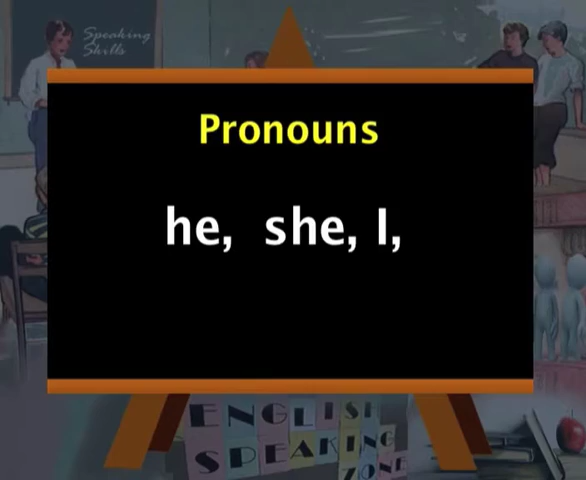 Speaking
Skills
Pronouns
he, she, I,
ENGLISH
SPEAKING
ZONE